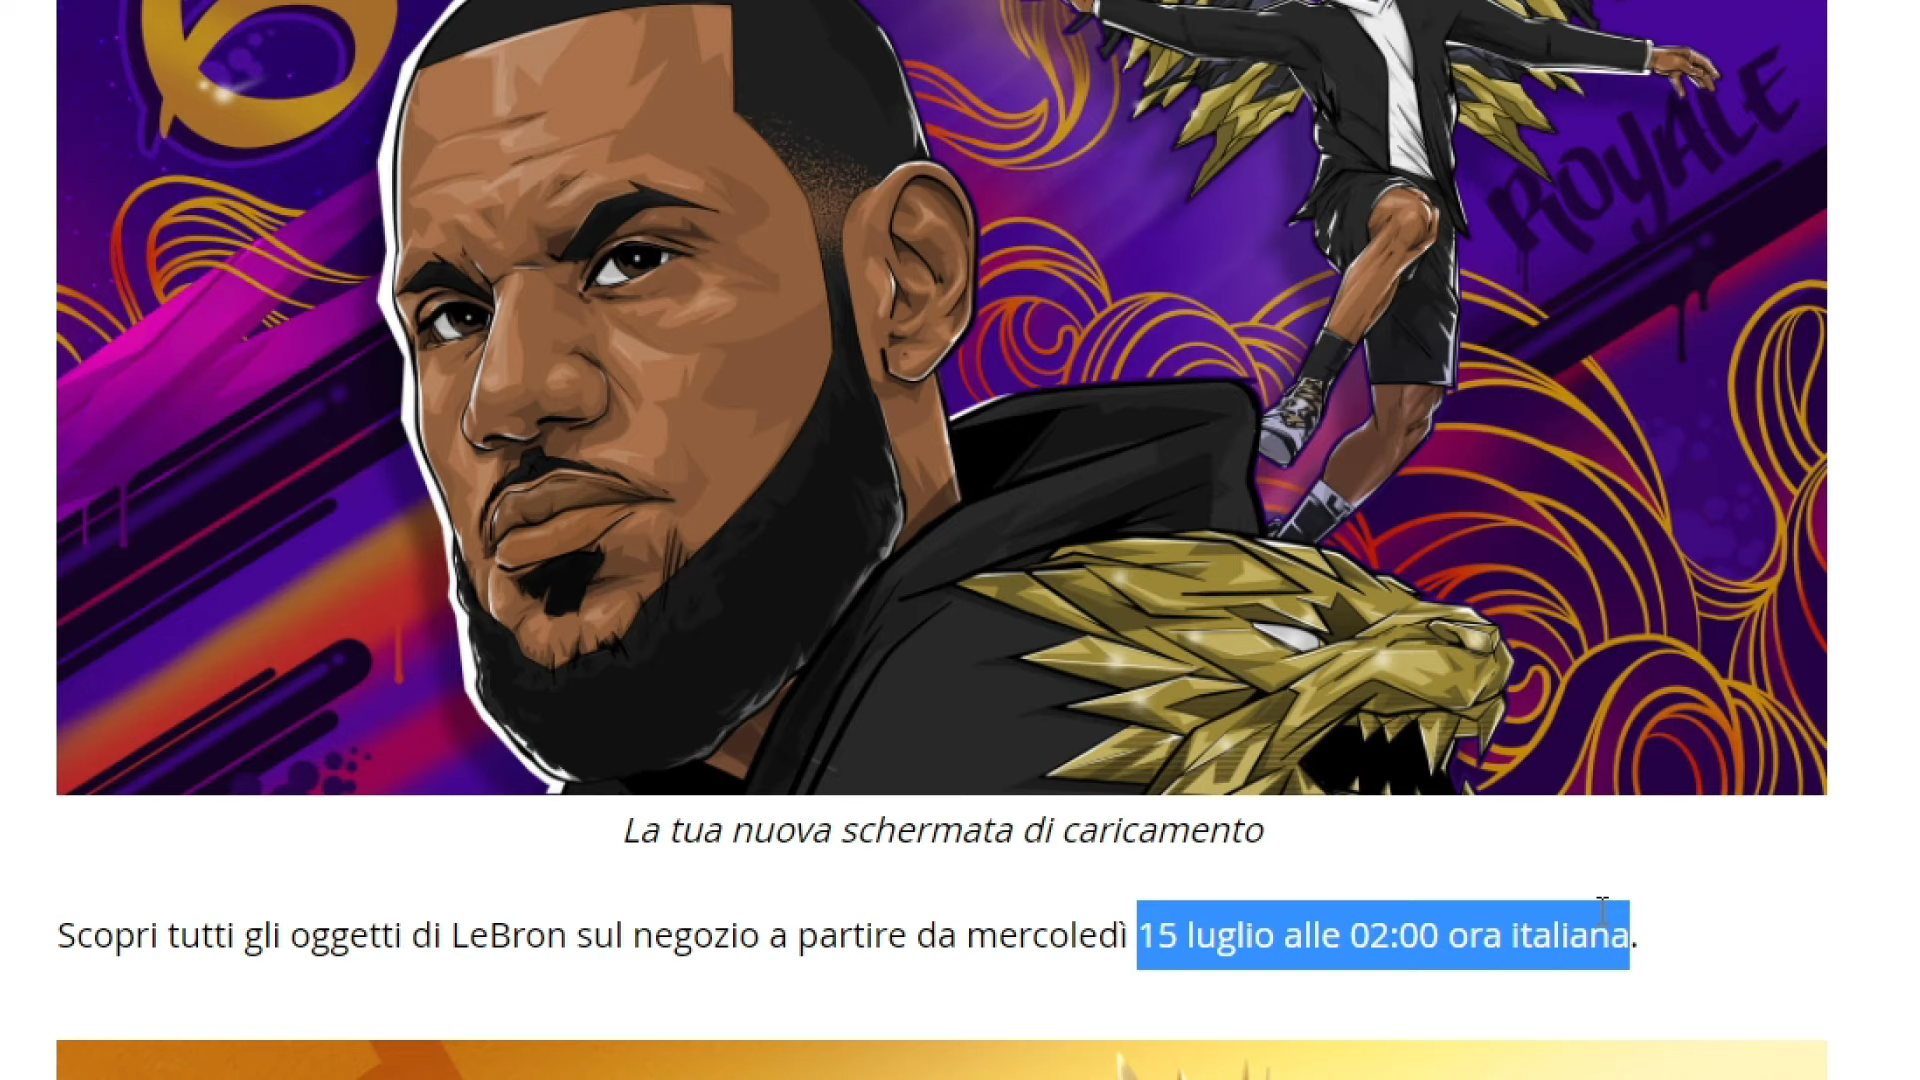 ROYALE
La tua nuova schermata di caricamento
Scopri tutti gli oggetti di LeBron sul negozio a partire da mercoledì 15 luglio alle 02:00 ora italiana.